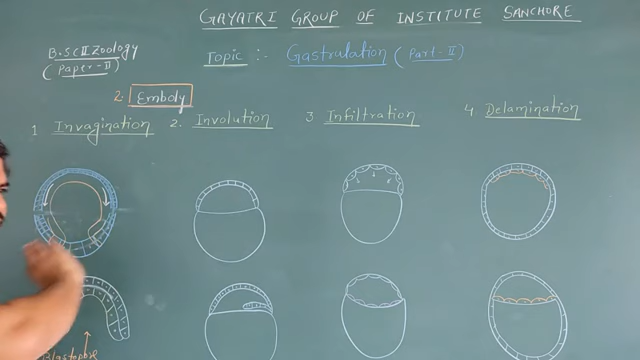 GAYATRI GROUP OF INSTITUTE SANCHORE
B.SC II Zoology
(Paper-II)
Topic :- Gastrulation (Part-II)
2. Emboly
1 Invagination 2. Involution 3 Infiltration 4. Delamination
Blastopore